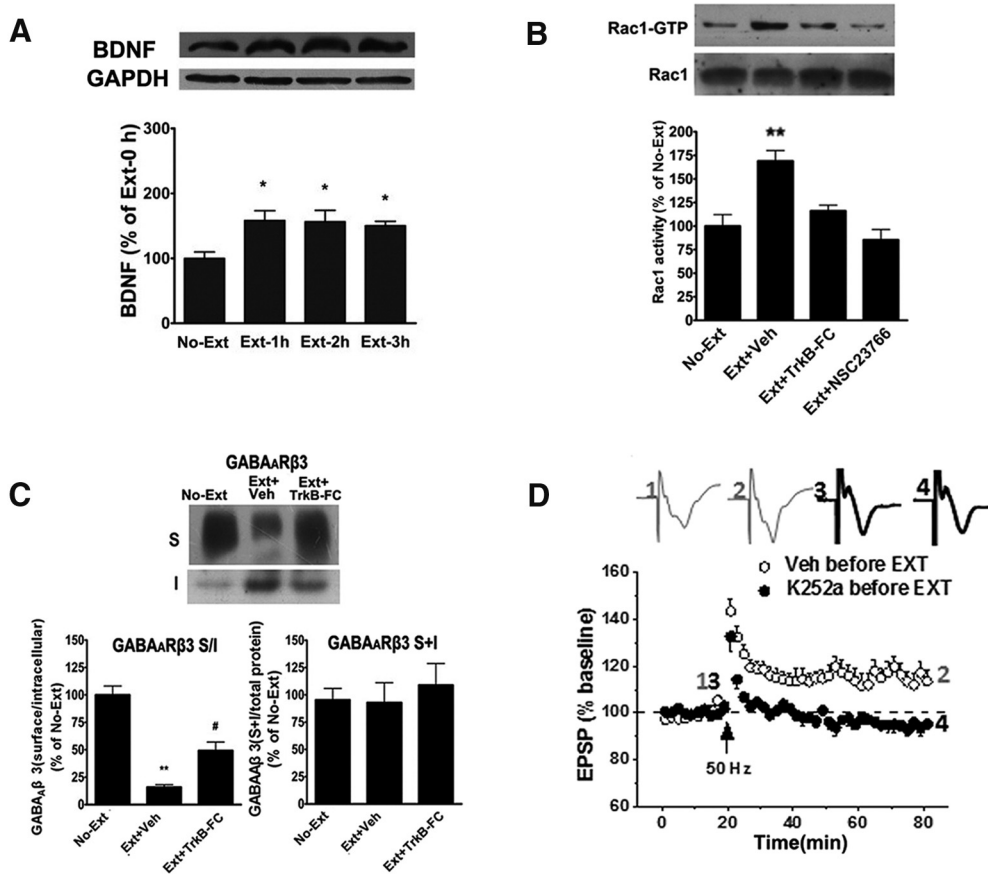 A
BDNF
GAPDH
BDNF (% of Ext-0 h)
300
200
100
0
No-Ext Ext-1h Ext-2h Ext-3h
* * *
B
Rac1-GTP
Rac1
Rac1 activity (% of No-Ext)
200
175
150
125
100
75
50
25
0
**
No-Ext
Ext+Veh
Ext+TrkB-FC
Ext+NSC23766
C
GABAARβ3
No-Ext
Ext+
Veh
Ext+
TrkB-FC
S
I
GABAARβ3 S/I
GABAAβ 3(surface/intracellular)
(% of No-Ext)
150
125
100
75
50
25
0
**
#
No-Ext
Ext+Veh
Ext+TrkB-FC
GABAARβ3 S+I
GABAAβ 3(S+I/total protein)
(% of No-Ext)
150
125
100
75
50
25
0
No-Ext
Ext+Veh
Ext+TrkB-FC
D
1 2 3 4
Veh before EXT
K252a before EXT
EPSP (% baseline)
160
140
120
100
80
60
13
2
4
50 Hz
0 20 40 60 80
Time(min)